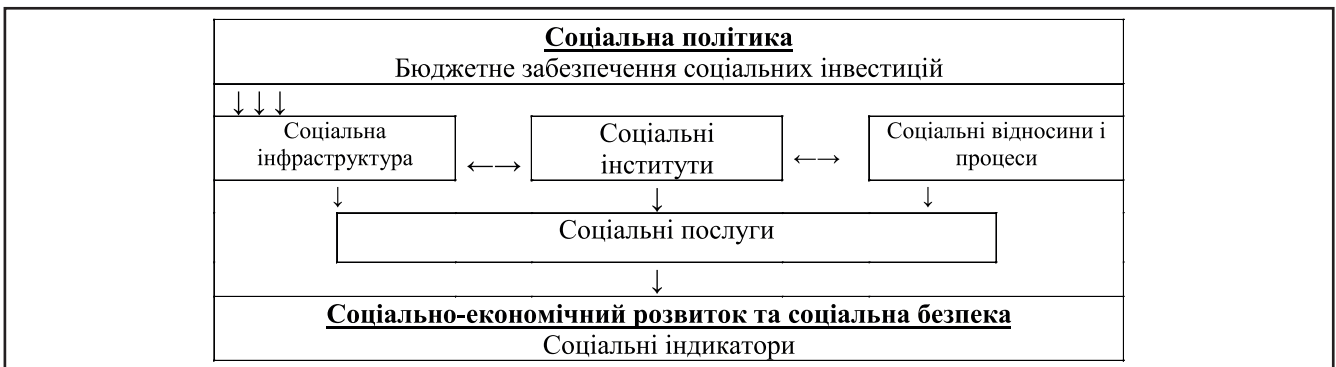 Соціальна політика
Бюджетне забезпечення соціальних інвестицій
↓↓↓
Соціальна
інфраструктура
←→
Соціальні
інститути
←→
Соціальні відносини і
процеси
↓
↓
↓
Соціальні послуги
↓
Соціально-економічний розвиток та соціальна безпека
Соціальні індикатори